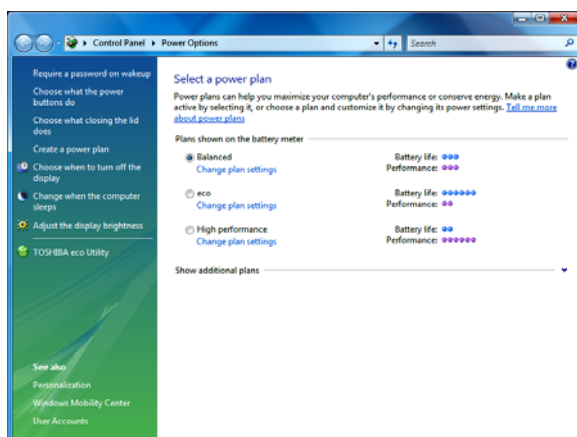 Control Panel ▸ Power Options
Search
Require a password on wakeup
Choose what the power
buttons do
Choose what closing the lid
does
Create a power plan
Choose when to turn off the
display
Change when the computer
sleeps
Adjust the display brightness
TOSHIBA eco Utility
See also
Personalization
Windows Mobility Center
User Accounts
Select a power plan
Power plans can help you maximize your computer's performance or conserve energy. Make a plan
active by selecting it, or choose a plan and customize it by changing its power settings. Tell me more
about power plans
Plans shown on the battery meter
Balanced Battery life:
Change plan settings Performance:
eco Battery life:
Change plan settings Performance:
High performance Battery life:
Change plan settings Performance:
Show additional plans